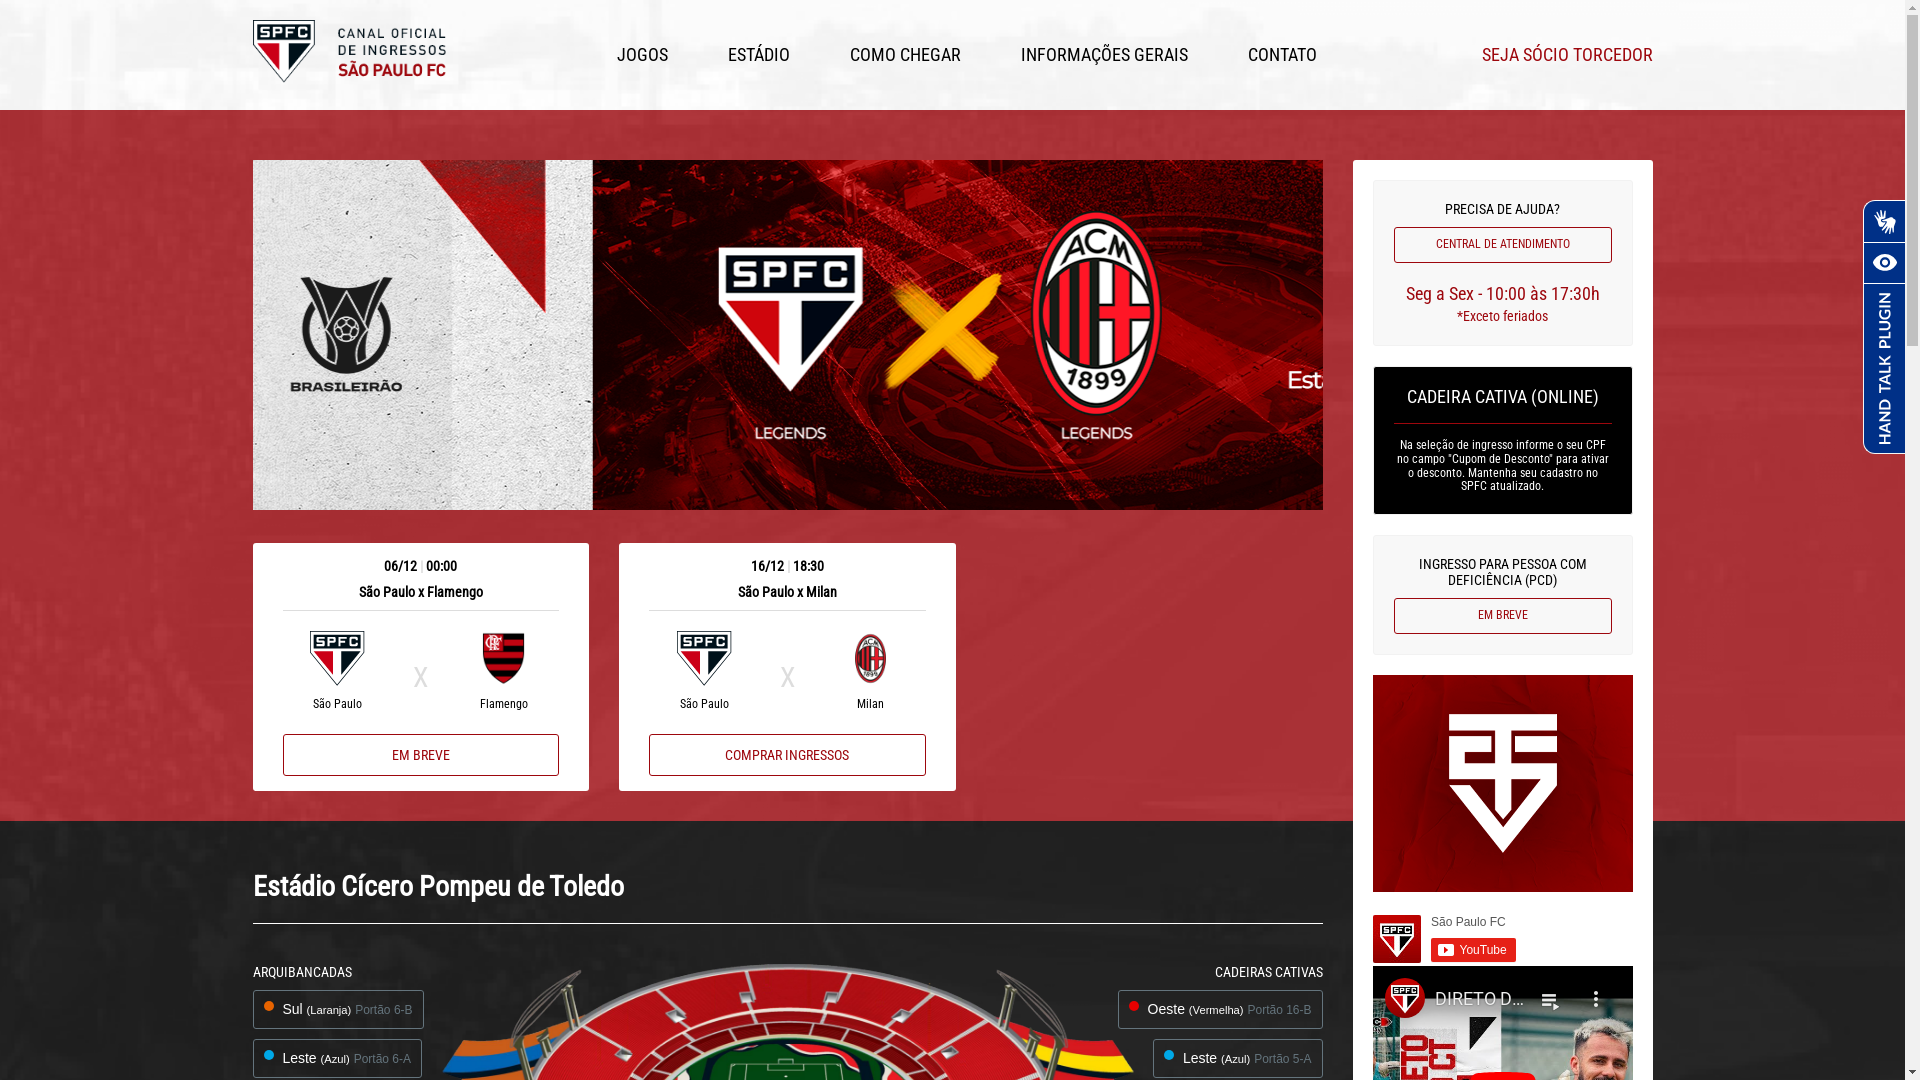 SPFC
CANAL OFICIAL
DE INGRESSOS
SÃO PAULO FC
JOGOS
ESTÁDIO
COMO CHEGAR
INFORMAÇÕES GERAIS
CONTATO
SEJA SÓCIO TORCEDOR
BRASILEIRÃO
SPFC
LEGENDS
ACM
1899
LEGENDS
06/12 | 00:00
São Paulo x Flamengo
SPFC
X
São Paulo
Flamengo
EM BREVE
16/12 | 18:30
São Paulo x Milan
SPFC
X
São Paulo
Milan
COMPRAR INGRESSOS
PRECISA DE AJUDA?
CENTRAL DE ATENDIMENTO
Seg a Sex - 10:00 às 17:30h
*Exceto feriados
CADEIRA CATIVA (ONLINE)
Na seleção de ingresso informe o seu CPF
no campo "Cupom de Desconto" para ativar
o desconto. Mantenha seu cadastro no
SPFC atualizado.
INGRESSO PARA PESSOA COM
DEFICIÊNCIA (PCD)
EM BREVE
HAND TALK PLUGIN
Estádio Cícero Pompeu de Toledo
ARQUIBANCADAS
Sul (Laranja) Portão 6-B
Leste (Azul) Portão 6-A
CADEIRAS CATIVAS
Oeste (Vermelha) Portão 16-B
Leste (Azul) Portão 5-A
SPFC
São Paulo FC
YouTube
SPFC
DIRETO D...